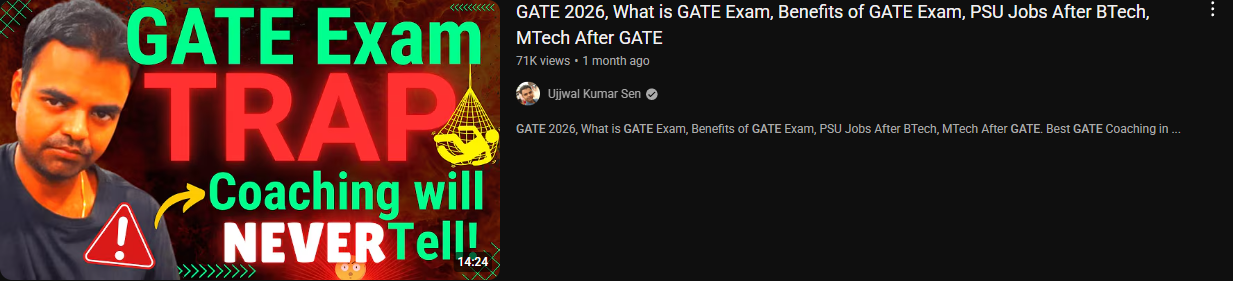 GATE Exam
TRAP
Coaching will
NEVER Tell!
14:24
GATE 2026, What is GATE Exam, Benefits of GATE Exam, PSU Jobs After BTech,
MTech After GATE
71K views • 1 month ago
Ujjwal Kumar Sen
GATE 2026, What is GATE Exam, Benefits of GATE Exam, PSU Jobs After BTech, MTech After GATE. Best GATE Coaching in ...